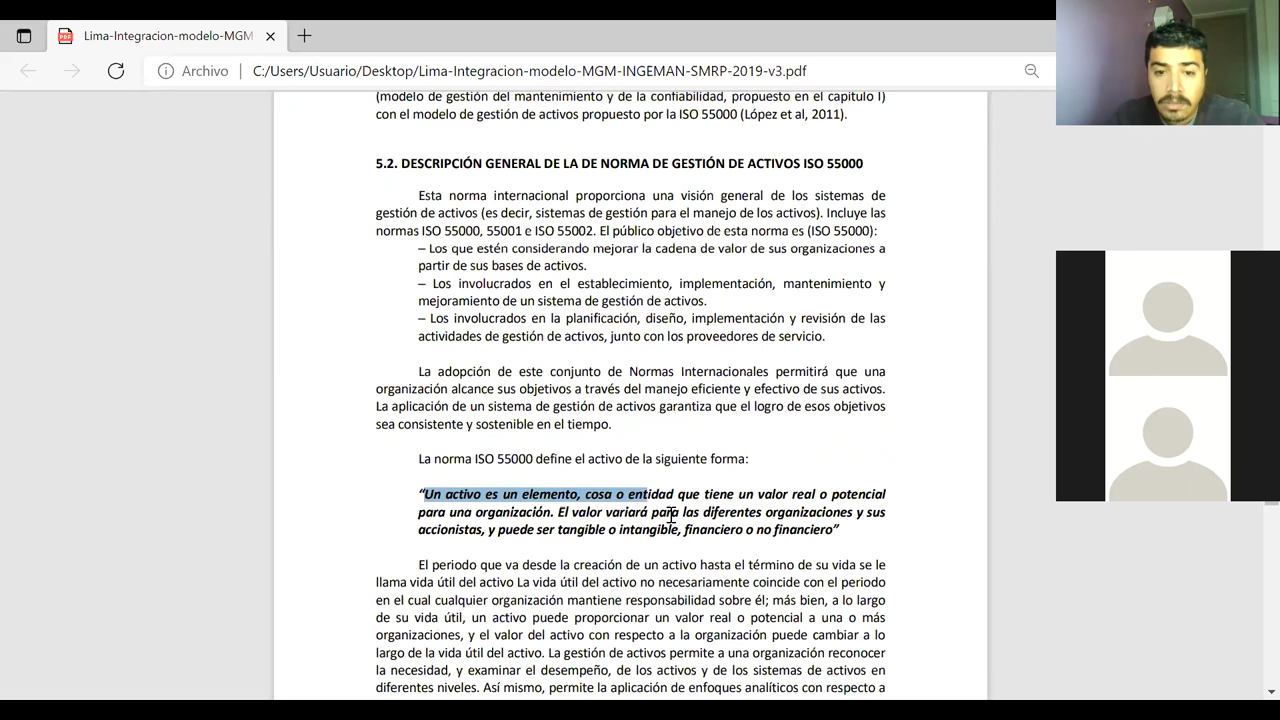 Lima-Integracion-modelo-MGM
Archivo
C:/Users/Usuario/Desktop/Lima-Integracion-modelo-MGM-INGEMAN-SMRP-2019-v3.pdf
(modelo de gestión del mantenimiento y de la confiabilidad, propuesto en el capitulo I)
con el modelo de gestión de activos propuesto por la ISO 55000 (López et al, 2011).
5.2. DESCRIPCIÓN GENERAL DE LA DE NORMA DE GESTIÓN DE ACTIVOS ISO 55000
Esta norma internacional proporciona una visión general de los sistemas de
gestión de activos (es decir, sistemas de gestión para el manejo de los activos). Incluye las
normas ISO 55000, 55001 e ISO 55002. El público objetivo de esta norma es (ISO 55000):
– Los que estén considerando mejorar la cadena de valor de sus organizaciones a
partir de sus bases de activos.
– Los involucrados en el establecimiento, implementación, mantenimiento y
mejoramiento de un sistema de gestión de activos.
– Los involucrados en la planificación, diseño, implementación y revisión de las
actividades de gestión de activos, junto con los proveedores de servicio.
La adopción de este conjunto de Normas Internacionales permitirá que una
organización alcance sus objetivos a través del manejo eficiente y efectivo de sus activos.
La aplicación de un sistema de gestión de activos garantiza que el logro de esos objetivos
sea consistente y sostenible en el tiempo.
La norma ISO 55000 define el activo de la siguiente forma:
“Un activo es un elemento, cosa o entidad que tiene un valor real o potencial
para una organización. El valor variará para las diferentes organizaciones y sus
accionistas, y puede ser tangible o intangible, financiero o no financiero”
El periodo que va desde la creación de un activo hasta el término de su vida se le
llama vida útil del activo La vida útil del activo no necesariamente coincide con el periodo
en el cual cualquier organización mantiene responsabilidad sobre él; más bien, a lo largo
de su vida útil, un activo puede proporcionar un valor real o potencial a una o más
organizaciones, y el valor del activo con respecto a la organización puede cambiar a lo
largo de la vida útil del activo. La gestión de activos permite a una organización reconocer
la necesidad, y examinar el desempeño, de los activos y de los sistemas de activos en
diferentes niveles. Así mismo, permite la aplicación de enfoques analíticos con respecto a